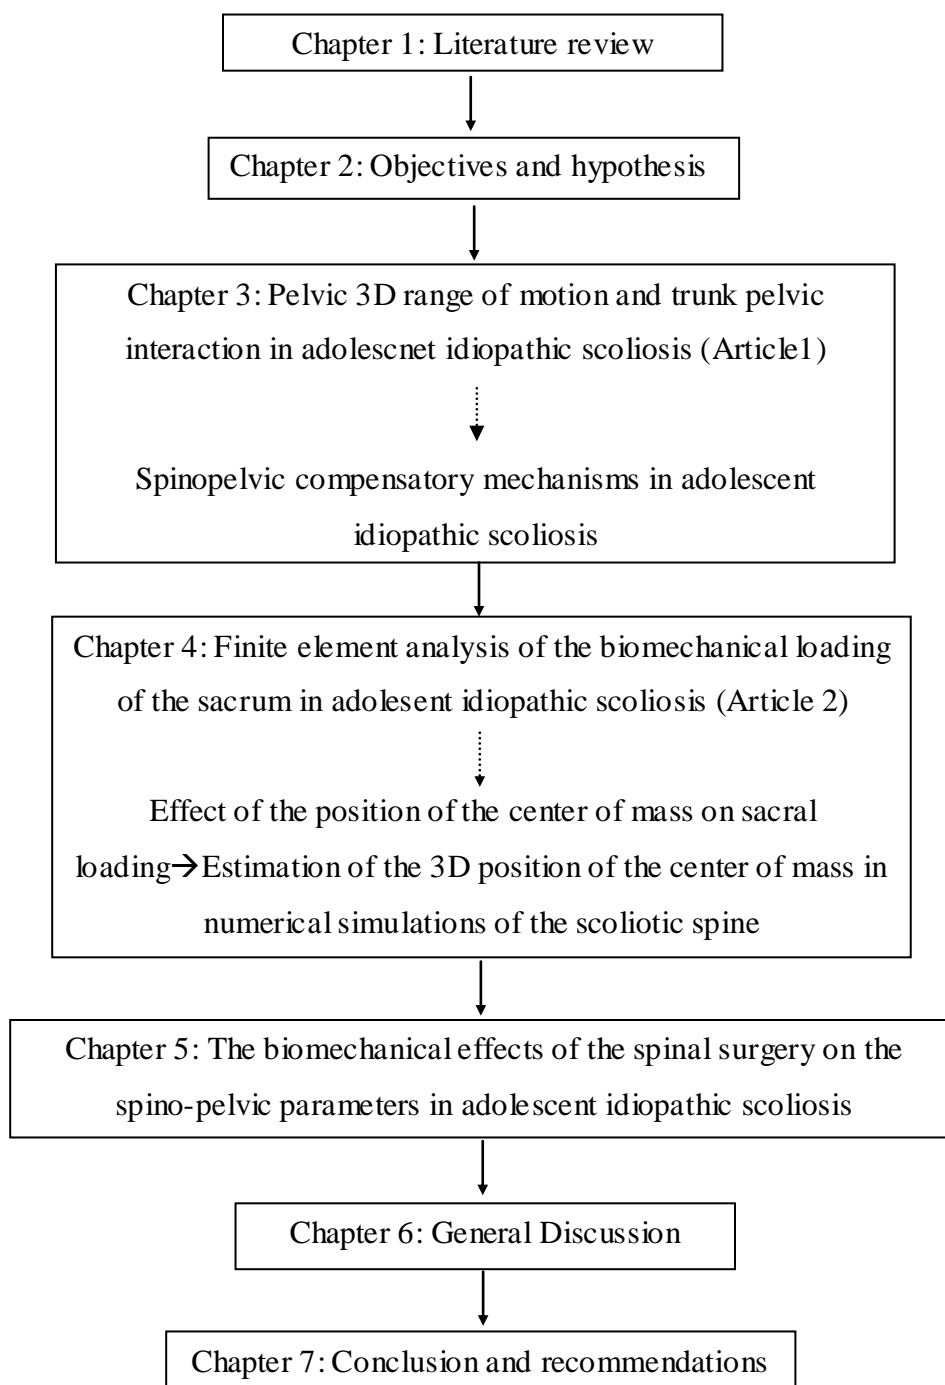 Chapter 1: Literature review
Chapter 2: Objectives and hypothesis
Chapter 3: Pelvic 3D range of motion and trunk pelvic
interaction in adolescnet idiopathic scoliosis (Article1)
Spinopelvic compensatory mechanisms in adolescent
idiopathic scoliosis
Chapter 4: Finite element analysis of the biomechanical loading
of the sacrum in adolesent idiopathic scoliosis (Article 2)
Effect of the position of the center of mass on sacral
loading→Estimation of the 3D position of the center of mass in
numerical simulations of the scoliotic spine
Chapter 5: The biomechanical effects of the spinal surgery on the
spino-pelvic parameters in adolescent idiopathic scoliosis
Chapter 6: General Discussion
Chapter 7: Conclusion and recommendations